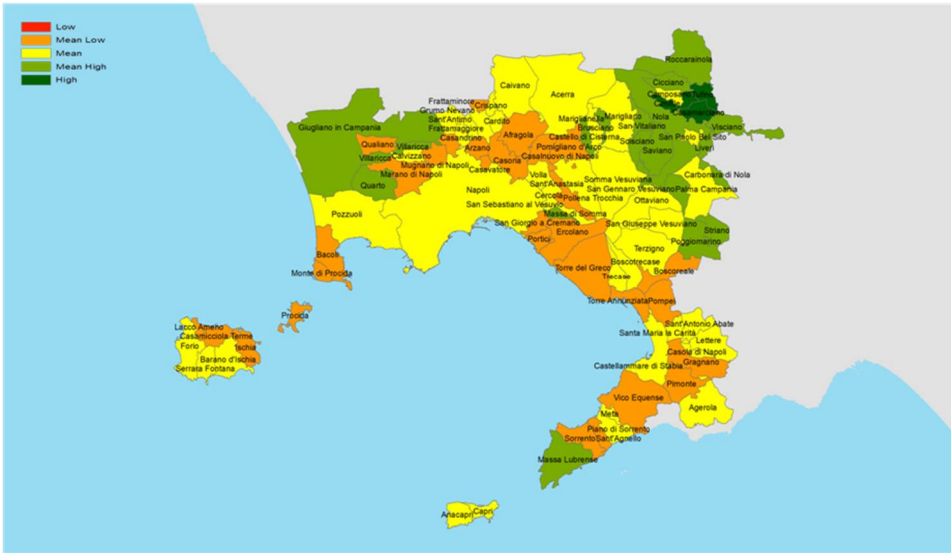 Low
Mean Low
Mean
Mean High
High
Roccarainola
Cicciano
Caivano
Acerra
Frattaminore
Crispano
Grumo Nevano
Cardito
Sant'Antimo
Frattamaggiore
Casandrino
Mariglianella
Marigliano
Brusciano
Nola
San Vitaliano
Visciano
Giugliano in Campania
Afragola
Castello di Cisterna
San Paolo Bel Sito
Scisciano
Liveri
Saviano
Qualiano
Villaricca
Calvizzano
Arzano
Pomigliano d'Arco
Villaricca
Mugnano di Napoli
Casoria
Casalnuovo di Napoli
Marano di Napoli
Casavatore
Volla
Carbonara di Nola
Quarto
Napoli
Sant'Anastasia
Somma Vesuviana
San Gennaro Vesuviano
Palma Campania
Cercola
Pollena Trocchia
San Sebastiano al Vesuvio
Ottaviano
Pozzuoli
Massa di Somma
San Giorgio a Cremano
San Giuseppe Vesuviano
Striano
Ercolano
Portici
Poggiomarino
Terzigno
Bacoli
Boscotrecase
Torre del Greco
Boscoreale
Monte di Procida
Trecase
Torre Annunziata
Pompei
Procida
Lacco Ameno
Sant'Antonio Abate
Casamicciola Terme
Santa Maria la Carità
Forio
Ischia
Lettere
Casola di Napoli
Barano d'Ischia
Gragnano
Serrara Fontana
Castellammare di Stabia
Pimonte
Vico Equense
Agerola
Meta
Piano di Sorrento
Sorrento
Sant'Agnello
Massa Lubrense
Anacapri
Capri